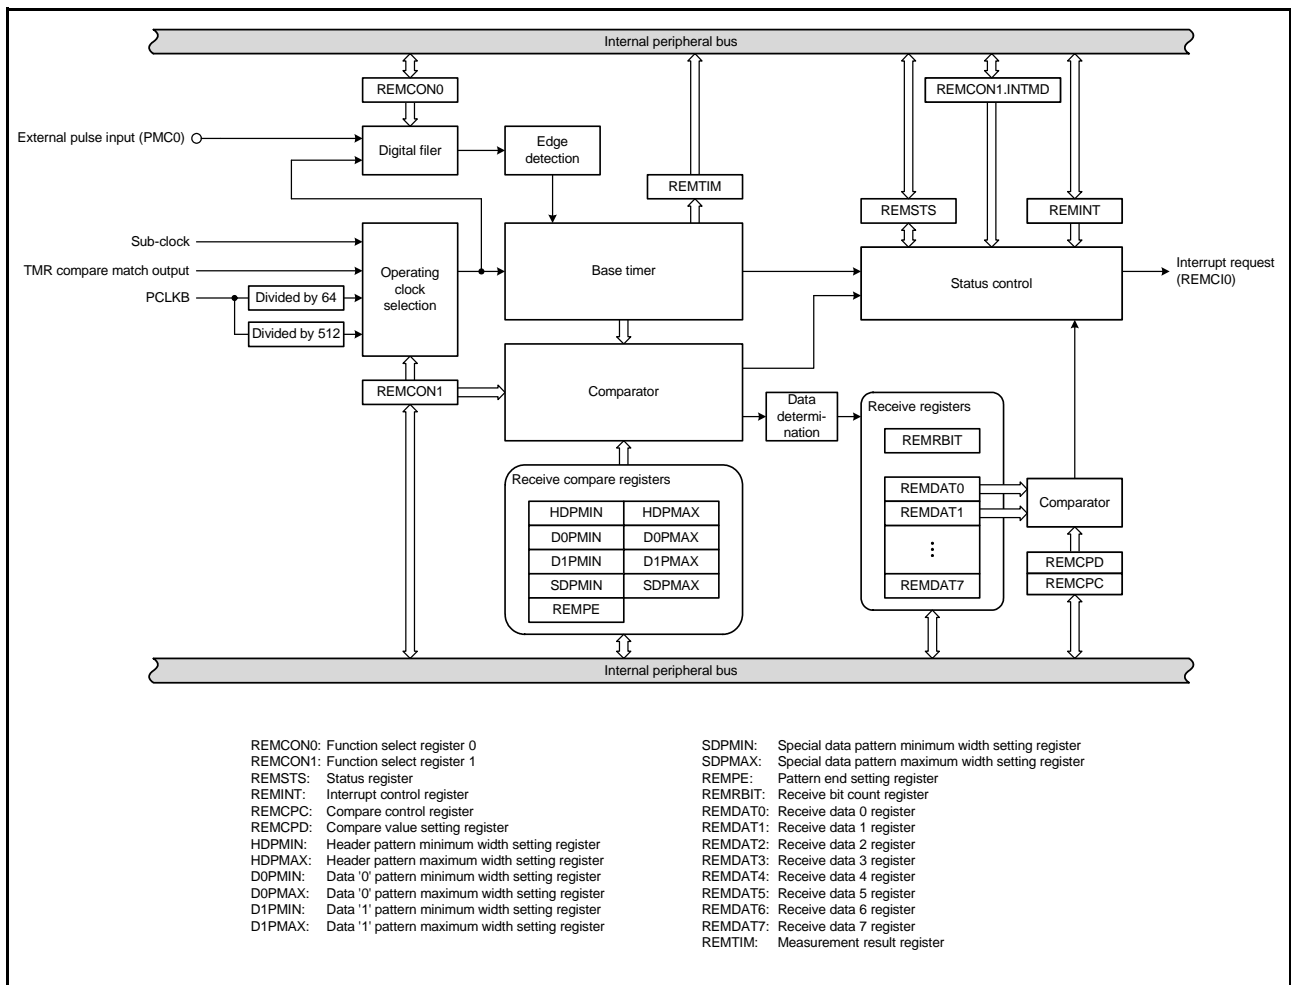 Internal peripheral bus
REMCON0
REMCON1.INTMD
External pulse input (PMC0)
Digital filer
Edge
detection
REMTIM
REMSTS
REMINT
Sub-clock
TMR compare match output
PCLKB
Divided by 64
Divided by 512
Operating
clock
selection
Base timer
Status control
Interrupt request
(REMCI0)
REMCON1
Comparator
Data
determi-
nation
Receive registers
REMRBIT
REMDAT0
REMDAT1
⋮
REMDAT7
Comparator
REMCPD
REMCPC
Receive compare registers
HDPMIN HDPMAX
D0PMIN D0PMAX
D1PMIN D1PMAX
SDPMIN SDPMAX
REMPE
Internal peripheral bus
REMCON0: Function select register 0
REMCON1: Function select register 1
REMSTS: Status register
REMINT: Interrupt control register
REMCPC: Compare control register
REMCPD: Compare value setting register
HDPMIN: Header pattern minimum width setting register
HDPMAX: Header pattern maximum width setting register
D0PMIN: Data '0' pattern minimum width setting register
D0PMAX: Data '0' pattern maximum width setting register
D1PMIN: Data '1' pattern minimum width setting register
D1PMAX: Data '1' pattern maximum width setting register
SDPMIN: Special data pattern minimum width setting register
SDPMAX: Special data pattern maximum width setting register
REMPE: Pattern end setting register
REMRBIT: Receive bit count register
REMDAT0: Receive data 0 register
REMDAT1: Receive data 1 register
REMDAT2: Receive data 2 register
REMDAT3: Receive data 3 register
REMDAT4: Receive data 4 register
REMDAT5: Receive data 5 register
REMDAT6: Receive data 6 register
REMDAT7: Receive data 7 register
REMTIM: Measurement result register